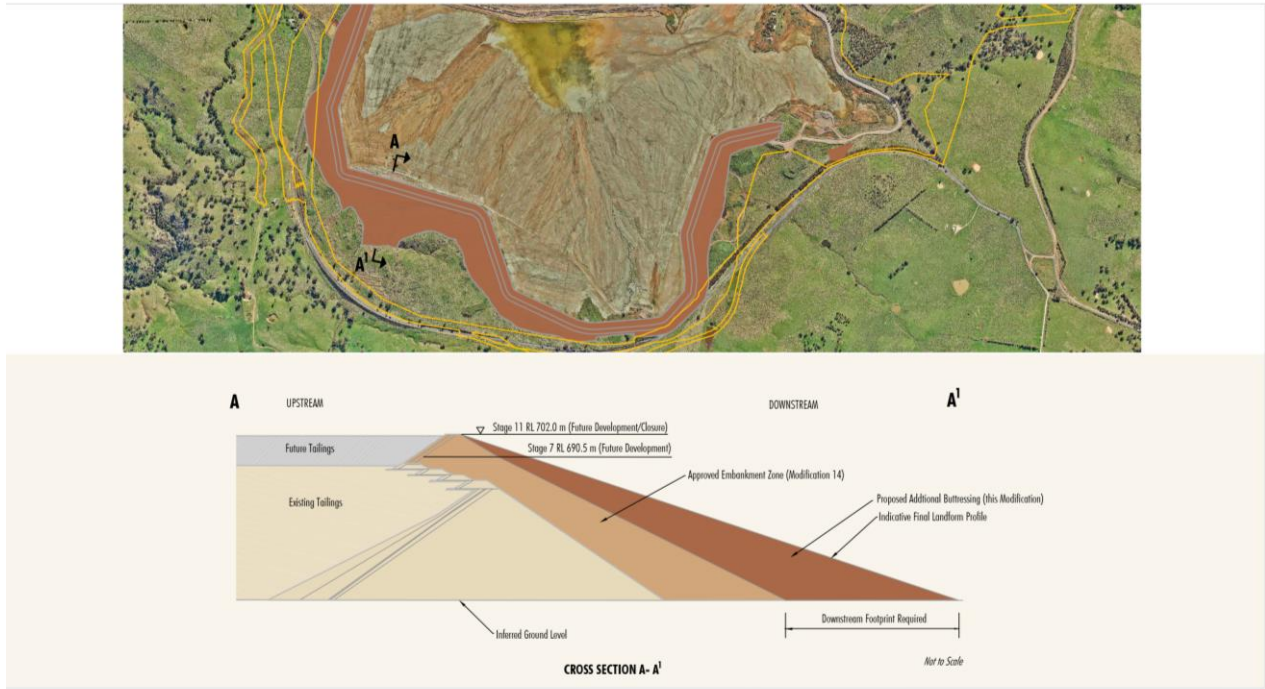 A
A1
A
UPSTREAM
DOWNSTREAM
A1
Stage 11 RL 702.0 m (Future Development/Closure)
Future Tailings
Stage 7 RL 690.5 m (Future Development)
Approved Embankment Zone (Modification 14)
Existing Tailings
Proposed Addtional Buttressing (this Modification)
Indicative Final Landform Profile
Downstream Footprint Required
Inferred Ground Level
Not to Scale
CROSS SECTION A- A1